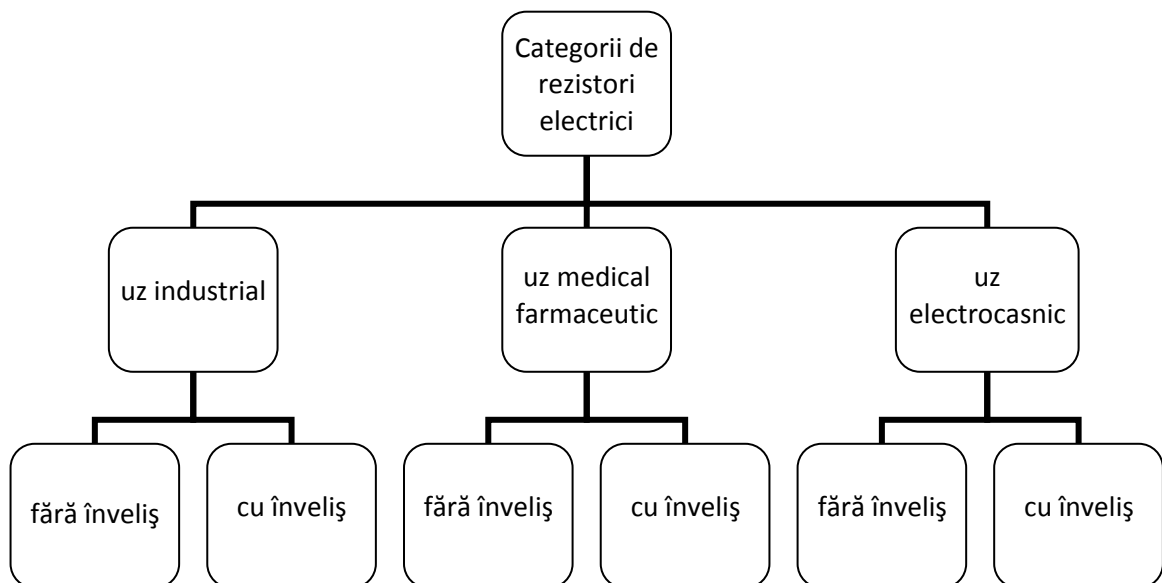 Categorii de
rezistori
electrici
uz industrial
uz medical
farmaceutic
uz
electrocasnic
fără înveliş
cu înveliş
fără înveliş
cu înveliş
fără înveliş
cu înveliş